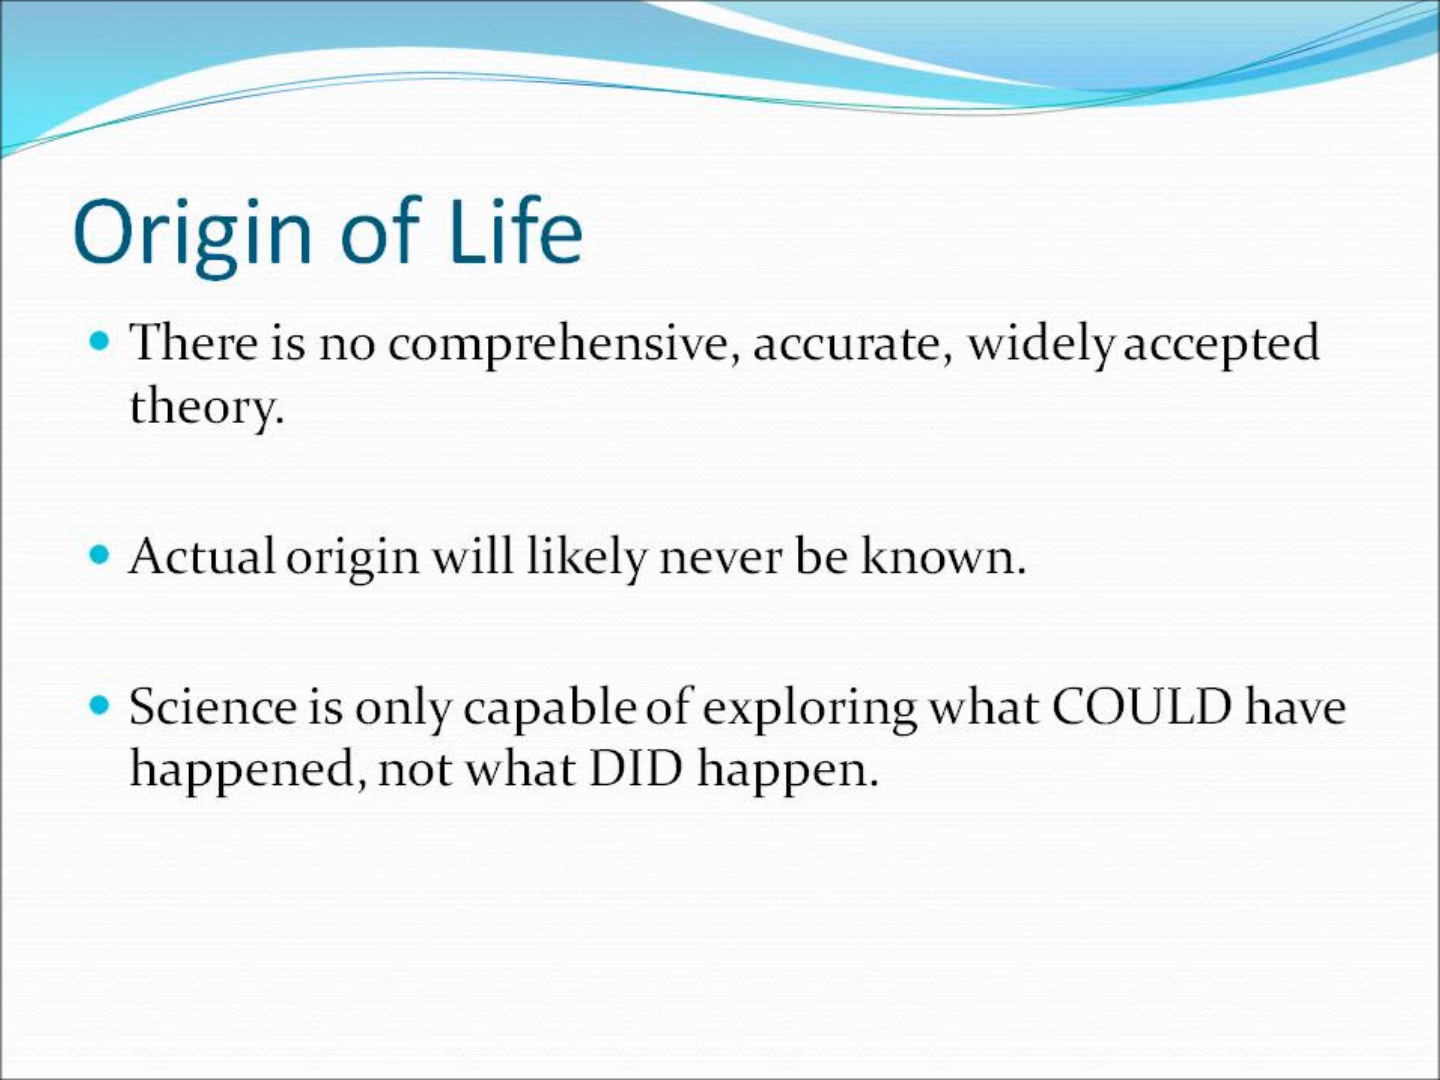 Origin of Life
There is no comprehensive, accurate, widely accepted
theory.
Actual origin will likely never be known.
Science is only capable of exploring what COULD have
happened, not what DID happen.